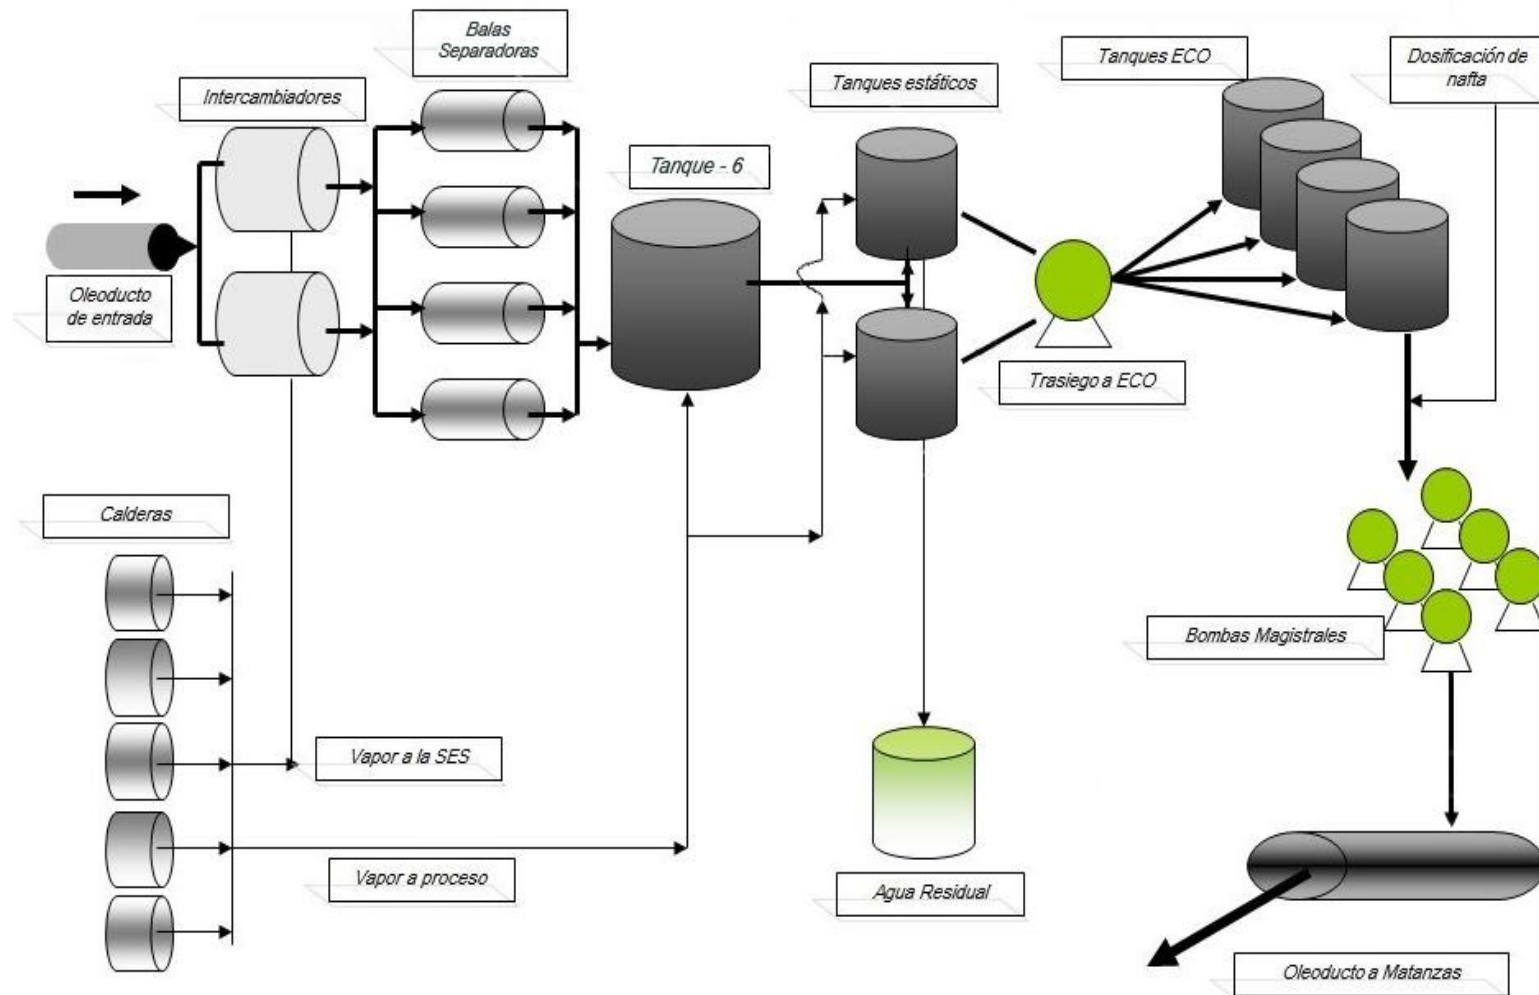 Balas
Separadoras
Intercambiadores
Tanques estáticos
Tanques ECO
Dosificación de
nafta
Tanque - 6
Oleoducto
de entrada
Trasiego a ECO
Calderas
Bombas Magistrales
Vapor a la SES
Vapor a proceso
Agua Residual
Oleoducto a Matanzas